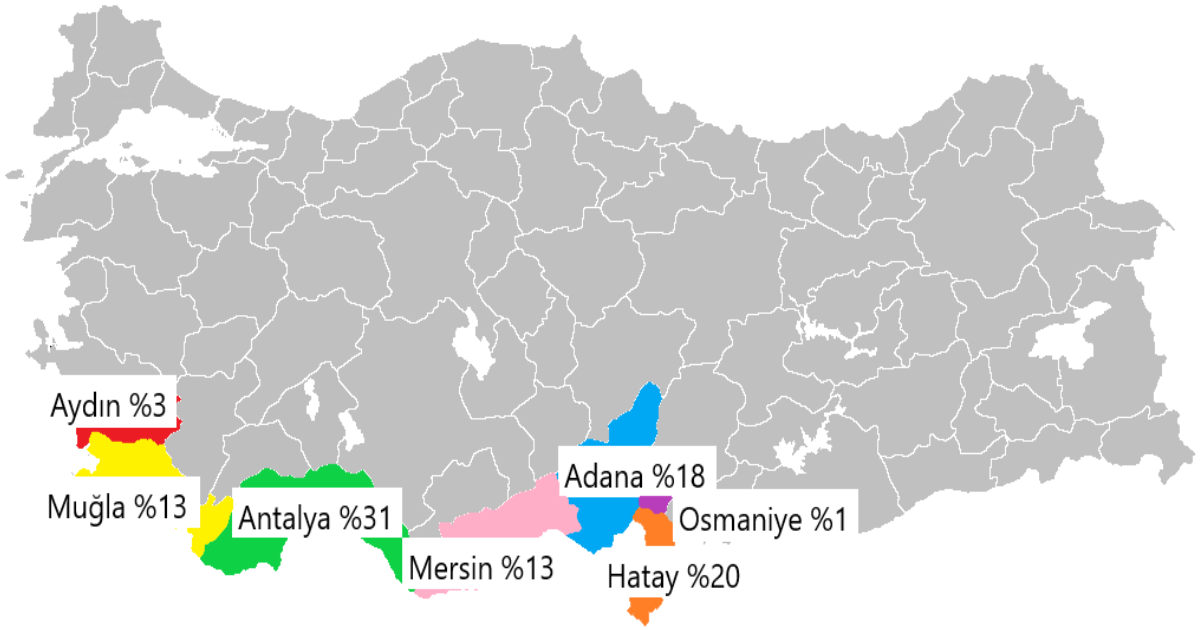 Aydın %3
Muğla %13
Antalya %31
Mersin %13
Adana %18
Osmaniye %1
Hatay %20